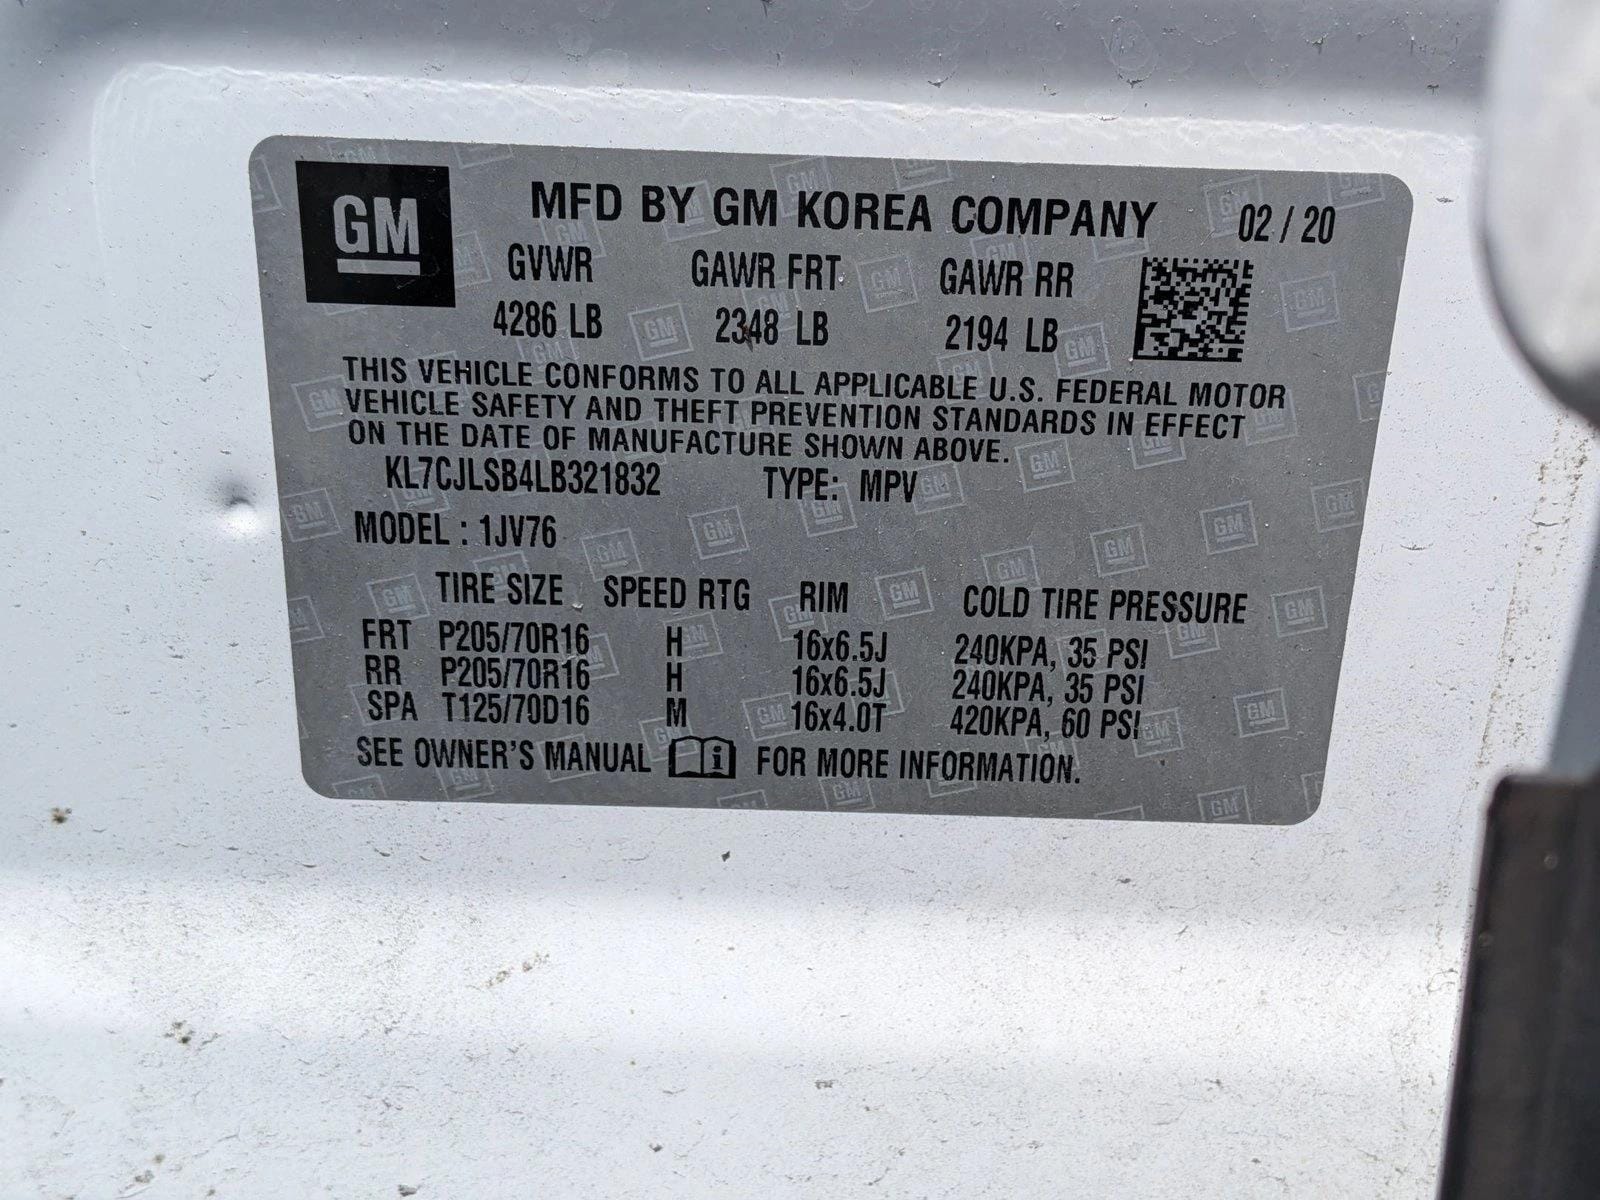 GM
MFD BY GM KOREA COMPANY 02 / 20
GVWR GAWR FRT GAWR RR
4286 LB 2348 LB 2194 LB
THIS VEHICLE CONFORMS TO ALL APPLICABLE U.S. FEDERAL MOTOR
VEHICLE SAFETY AND THEFT PREVENTION STANDARDS IN EFFECT
ON THE DATE OF MANUFACTURE SHOWN ABOVE.
KL7CJLSB4LB321832 TYPE: MPV
MODEL : 1JV76
TIRE SIZE SPEED RTG RIM COLD TIRE PRESSURE
FRT P205/70R16 H 16x6.5J 240KPA, 35 PSI
RR P205/70R16 H 16x6.5J 240KPA, 35 PSI
SPA T125/70D16 M 16x4.0T 420KPA, 60 PSI
SEE OWNER'S MANUAL i FOR MORE INFORMATION.